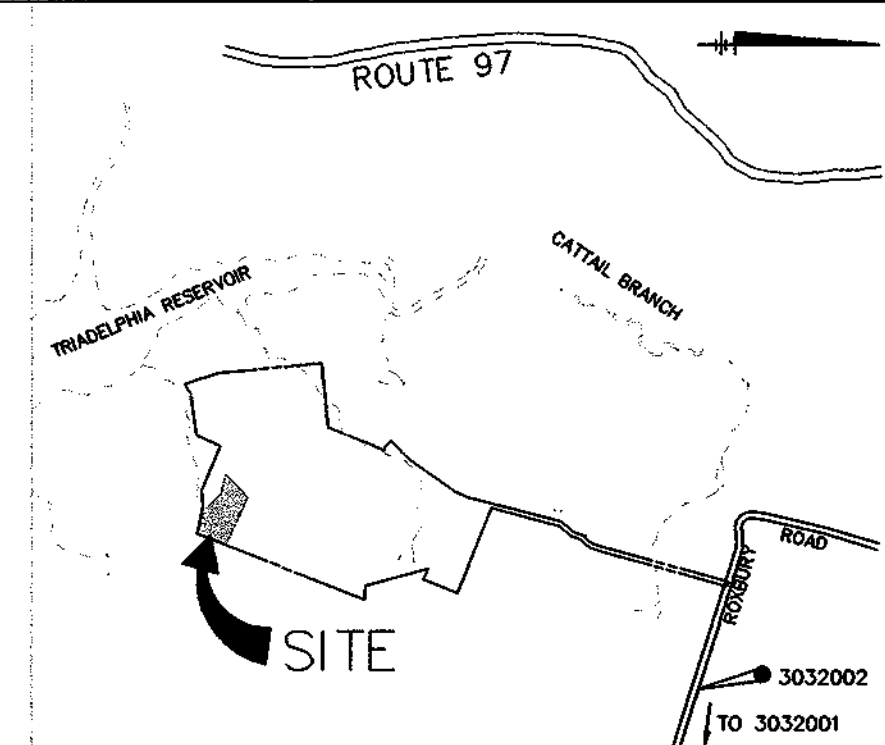 ROUTE 97
CATTAIL BRANCH
TRIADELPHIA RESERVOIR
ROAD
ROXBURY
SITE
3032002
TO 3032001